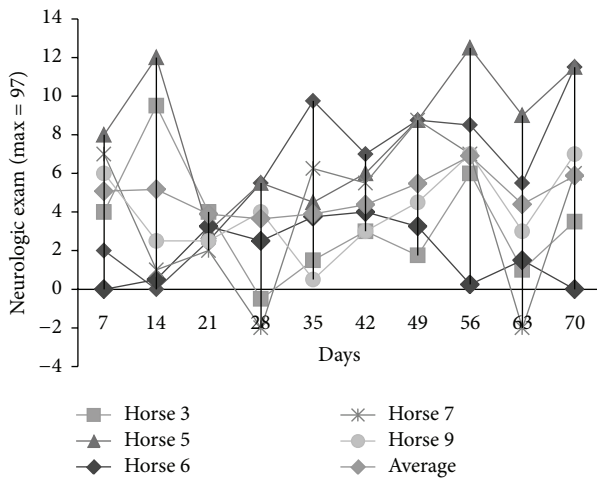 Neurologic exam (max = 97)
14
12
10
8
6
4
2
0
−2
−4
7 14 21 28 35 42 49 56 63 70
Days
Horse 3
Horse 5
Horse 6
Horse 7
Horse 9
Average